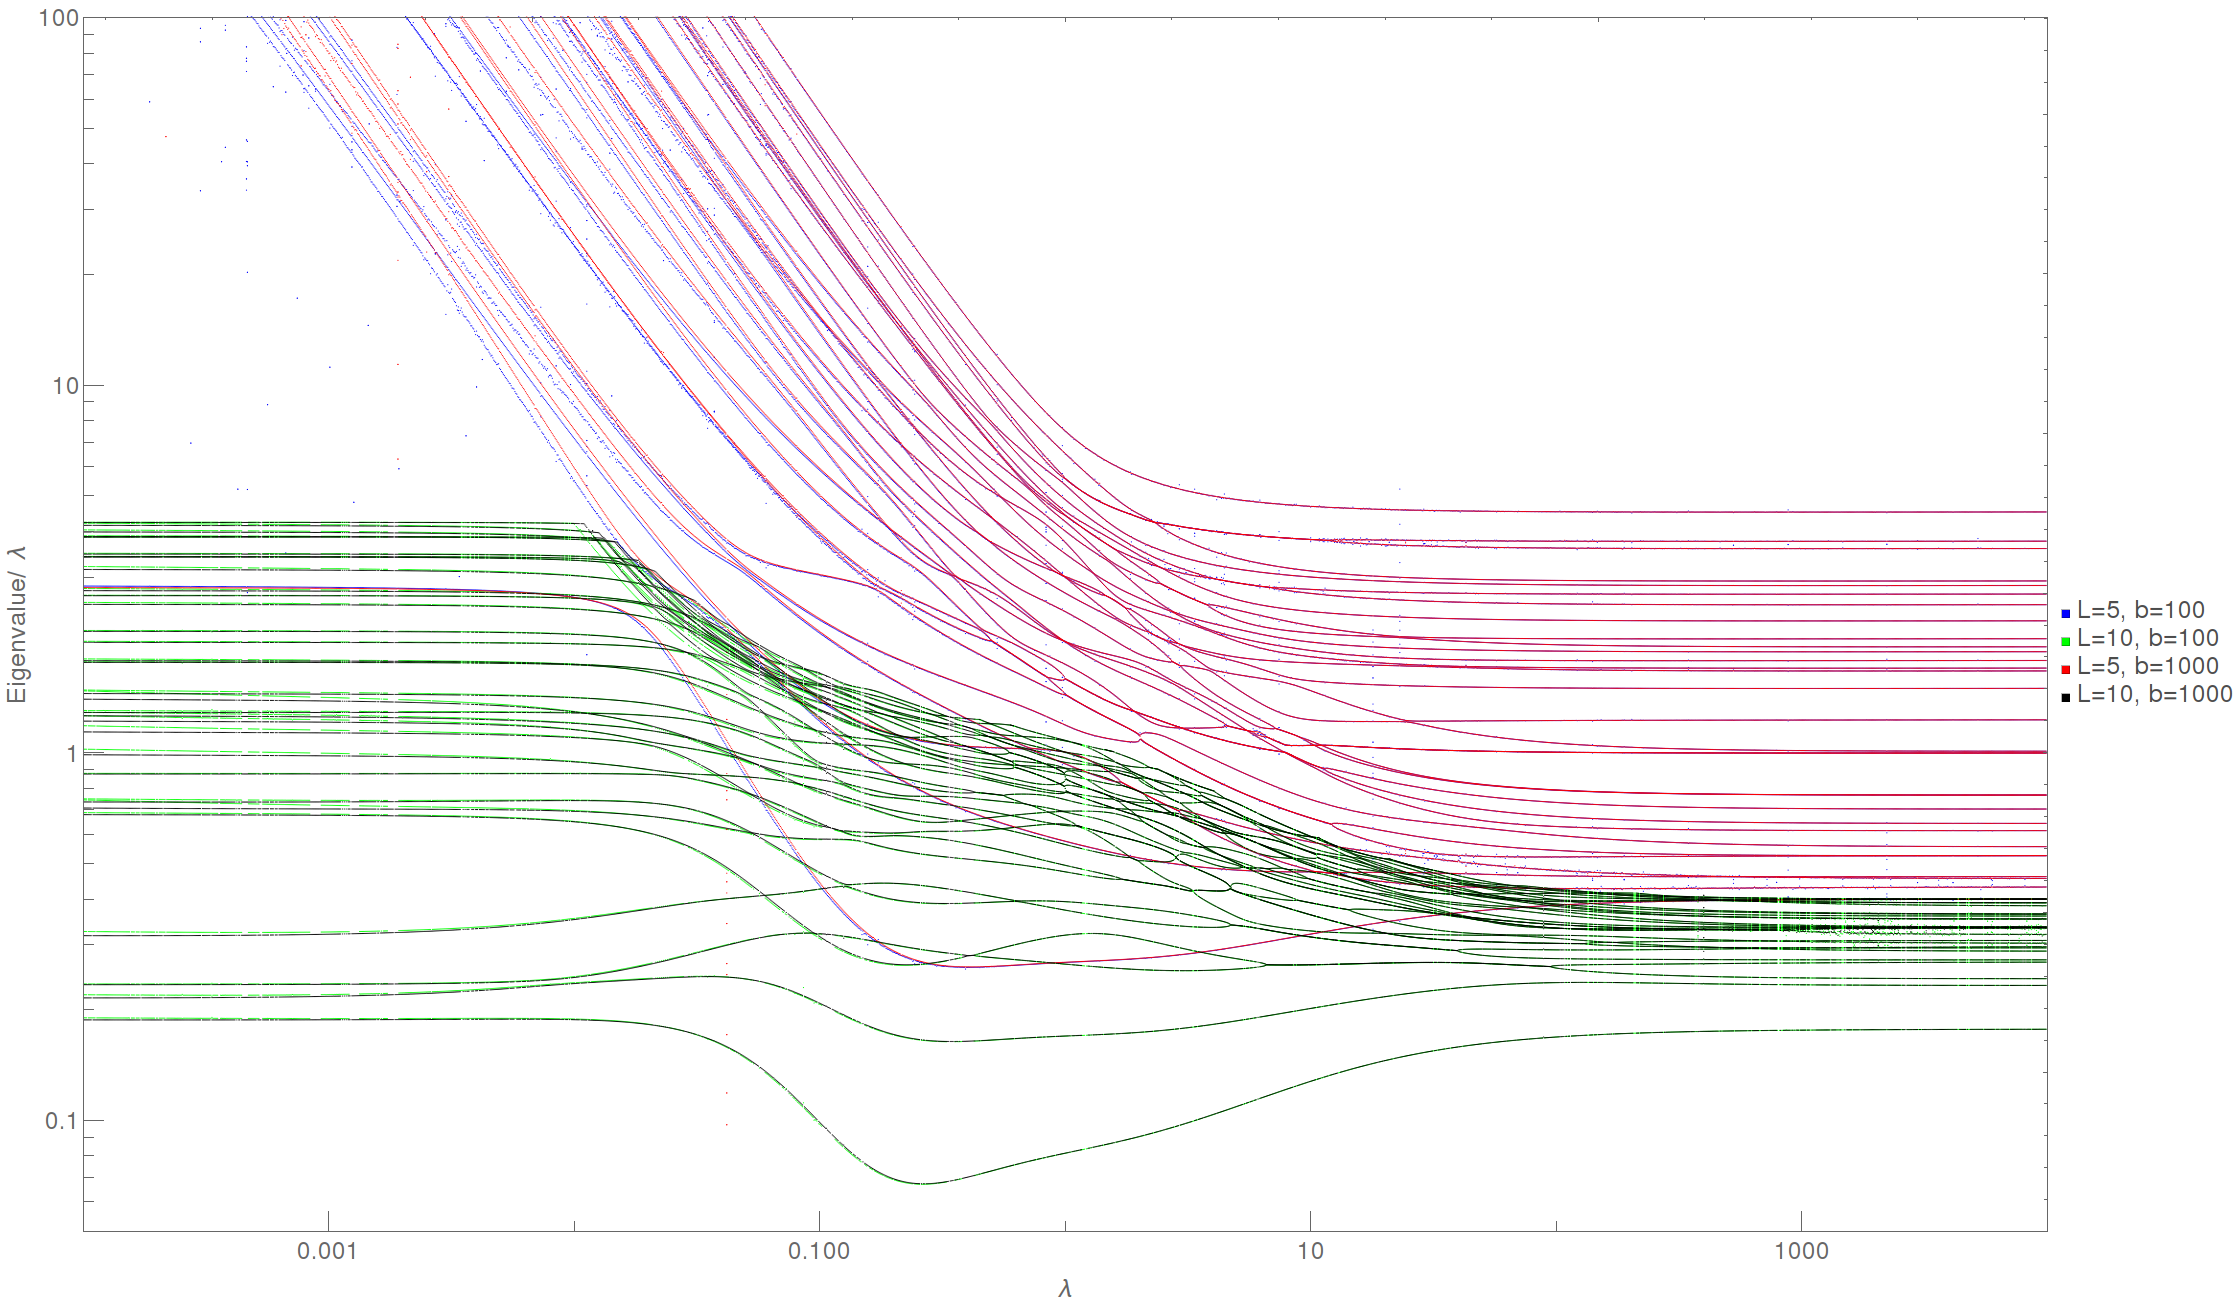 100
10
1
0.1
Eigenvalue/ λ
0.001
0.100
10
1000
λ
L=5, b=100
L=10, b=100
L=5, b=1000
L=10, b=1000